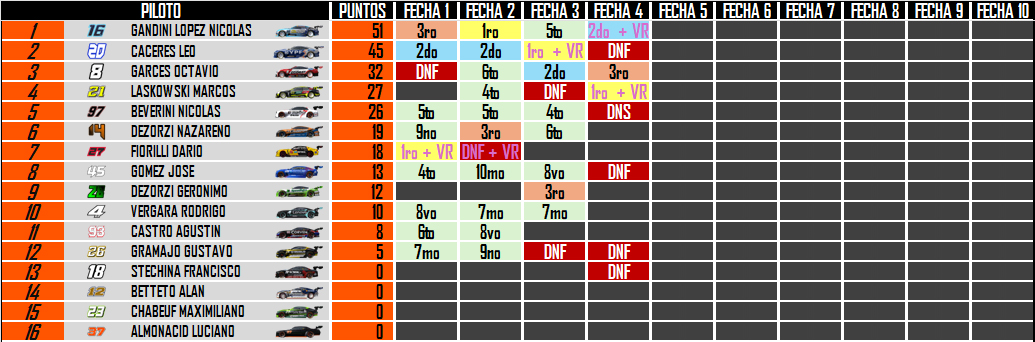 PILOTO PUNTOS FECHA 1 FECHA 2 FECHA 3 FECHA 4 FECHA 5 FECHA 6 FECHA 7 FECHA 8 FECHA 9 FECHA 10
1 16 GANDINI LOPEZ NICOLAS 51 3ro 1ro 5to 2do + VR
2 20 CACERES LEO 45 2do 2do 1ro + VR DNF
3 8 GARCES OCTAVIO 32 DNF 6to 2do 3ro
4 21 LASKOWSKI MARCOS 27 4to DNF 1ro + VR
5 97 BEVERINI NICOLAS 26 5to 5to 4to DNS
6 14 DEZORZI NAZARENO 19 9no 3ro 6to
7 27 FIORILLI DARIO 18 1ro + VR DNF + VR
8 45 GOMEZ JOSE 13 4to 10mo 8vo DNF
9 DEZORZI GERONIMO 12 3ro
10 4 VERGARA RODRIGO 10 8vo 7mo 7mo
11 93 CASTRO AGUSTIN 8 6to 8vo
12 26 GRAMAJO GUSTAVO 5 7mo 9no DNF DNF
13 18 STECHINA FRANCISCO 0 DNF
14 12 BETTETO ALAN 0
15 23 CHABEUF MAXIMILIANO 0
16 37 ALMONACID LUCIANO 0